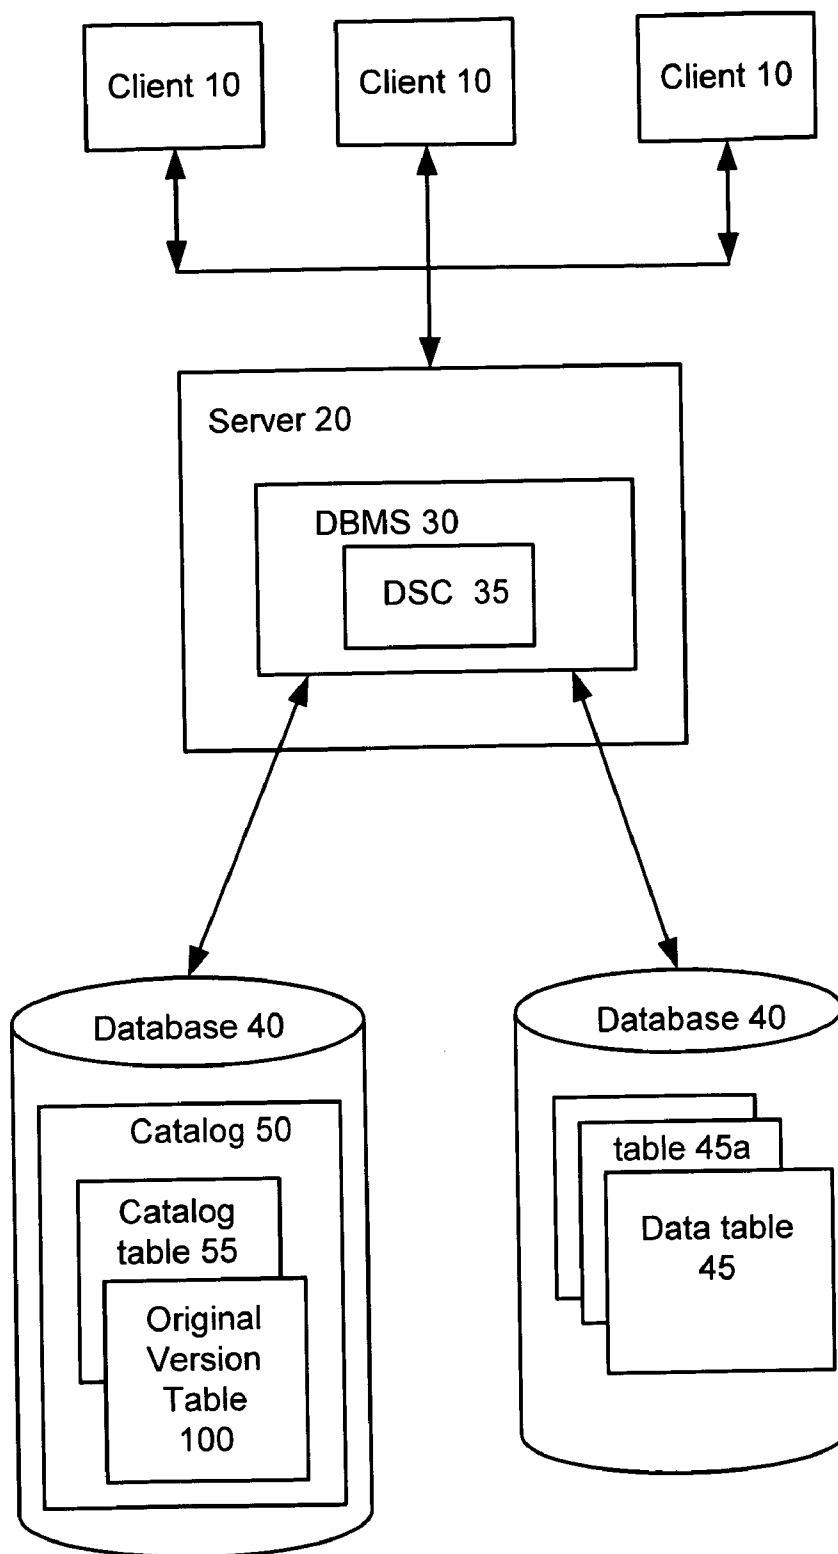 Client 10
Client 10
Client 10
Server 20
DBMS 30
DSC 35
Database 40
Catalog 50
Catalog
table 55
Original
Version
Table
100
Database 40
table 45a
Data table
45